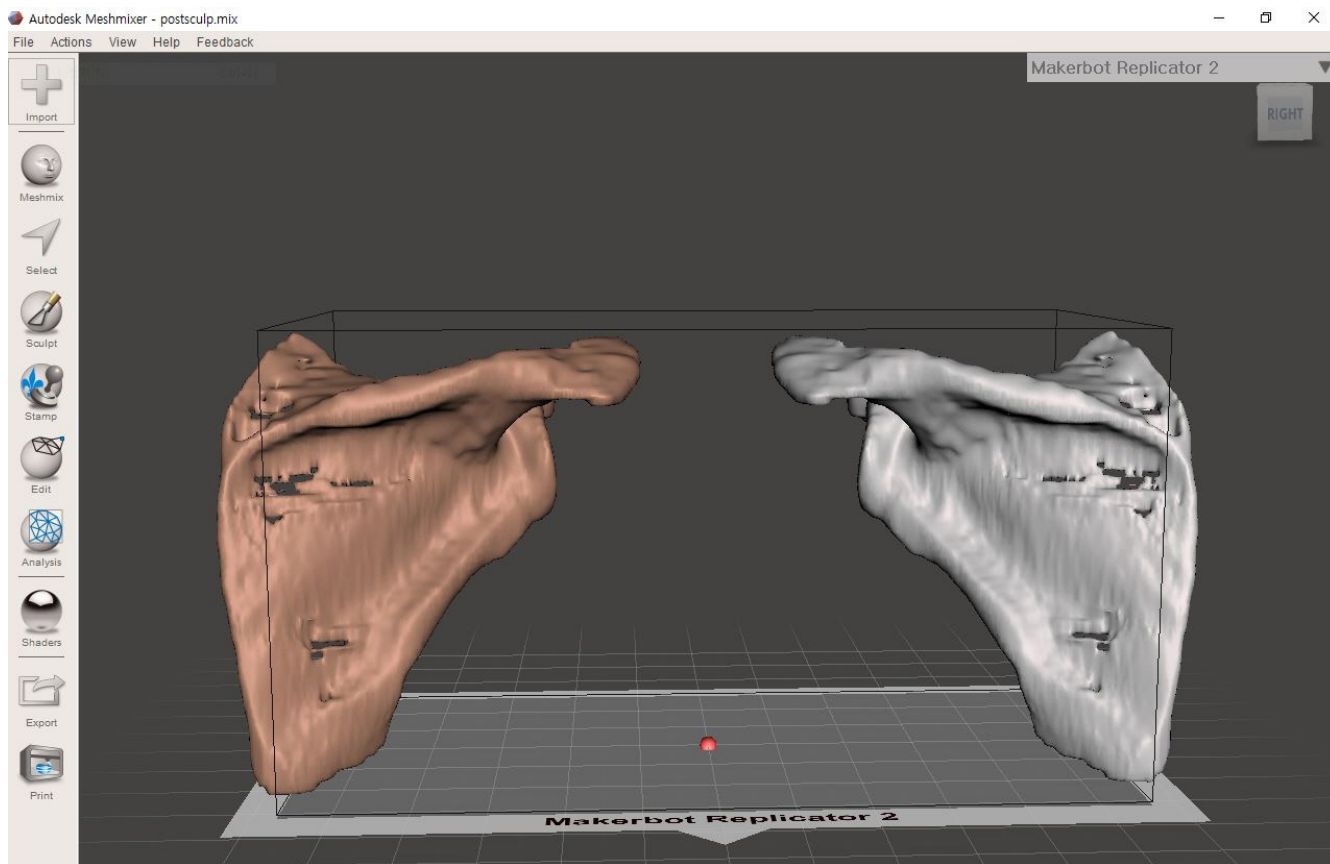 Autodesk Meshmixer - postsculp.mix
File Actions View Help Feedback
Makerbot Replicator 2
RIGHT
Import
Meshmix
Select
Sculpt
Stamp
Edit
Analysis
Shaders
Export
Print
Makerbot Replicator 2